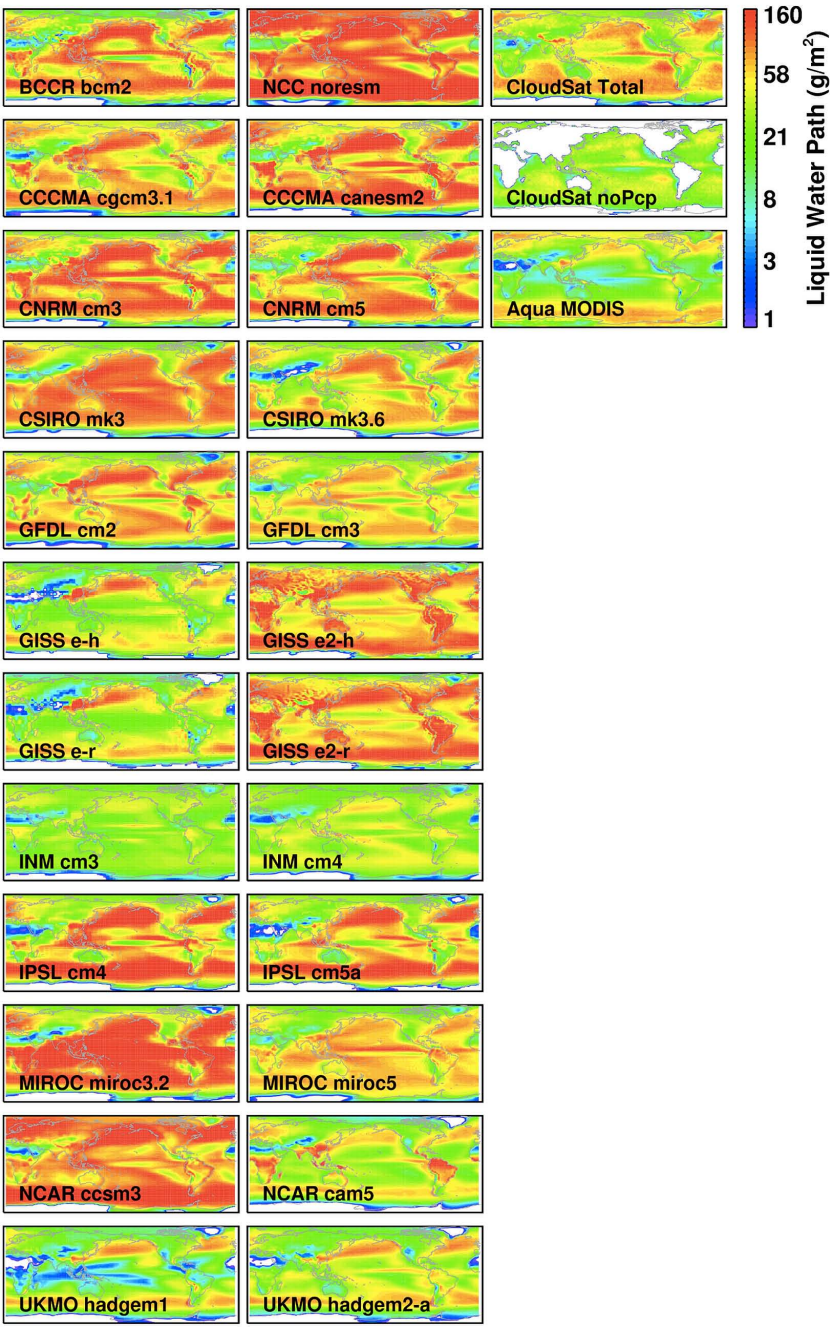 BCCR bcm2
NCC noresm
CloudSat Total
CCCMA cgcm3.1
CCCMA canesm2
CloudSat noPcp
CNRM cm3
CNRM cm5
Aqua MODIS
160
58
21
8
3
1
Liquid Water Path (g/m²)
CSIRO mk3
CSIRO mk3.6
GFDL cm2
GFDL cm3
GISS e-h
GISS e2-h
GISS e-r
GISS e2-r
INM cm3
INM cm4
IPSL cm4
IPSL cm5a
MIROC miroc3.2
MIROC miroc5
NCAR ccsm3
NCAR cam5
UKMO hadgem1
UKMO hadgem2-a